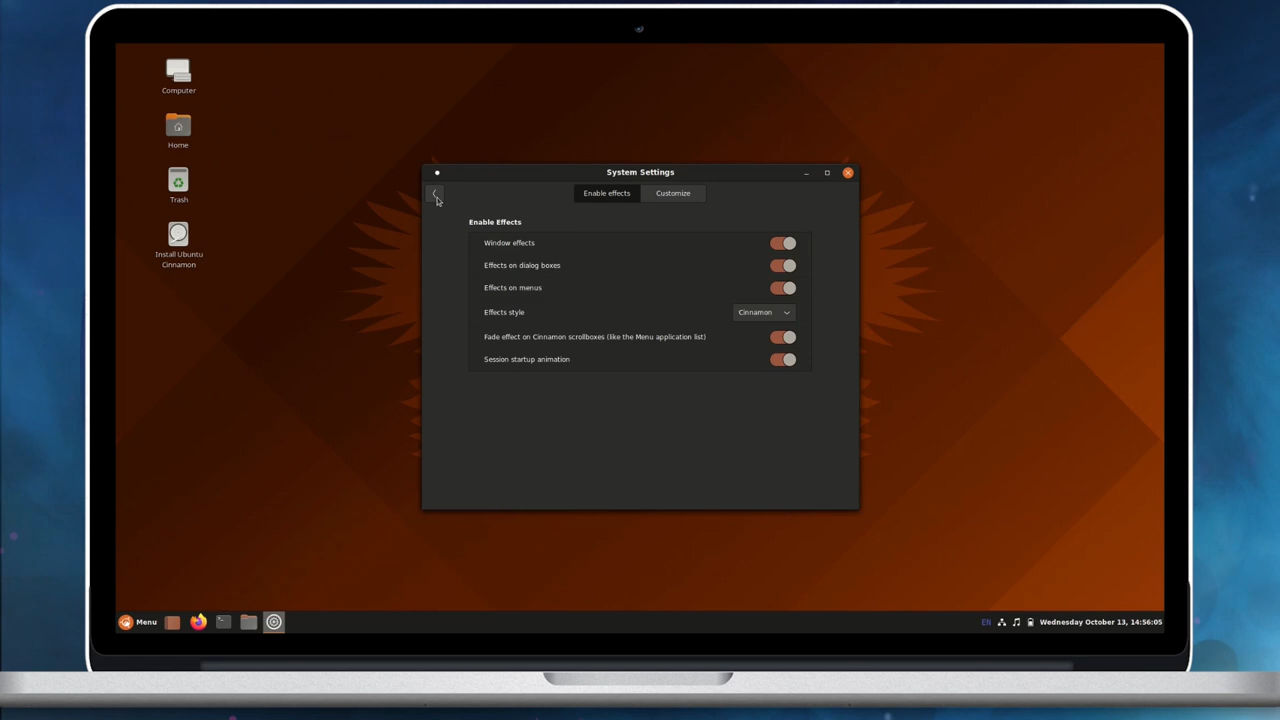 Computer
Home
Trash
Install Ubuntu
Cinnamon
System Settings
Enable effects
Customize
Enable Effects
Window effects
Effects on dialog boxes
Effects on menus
Effects style
Cinnamon
Fade effect on Cinnamon scrollboxes (like the Menu application list)
Session startup animation
Menu
EN
Wednesday October 13, 14:56:05